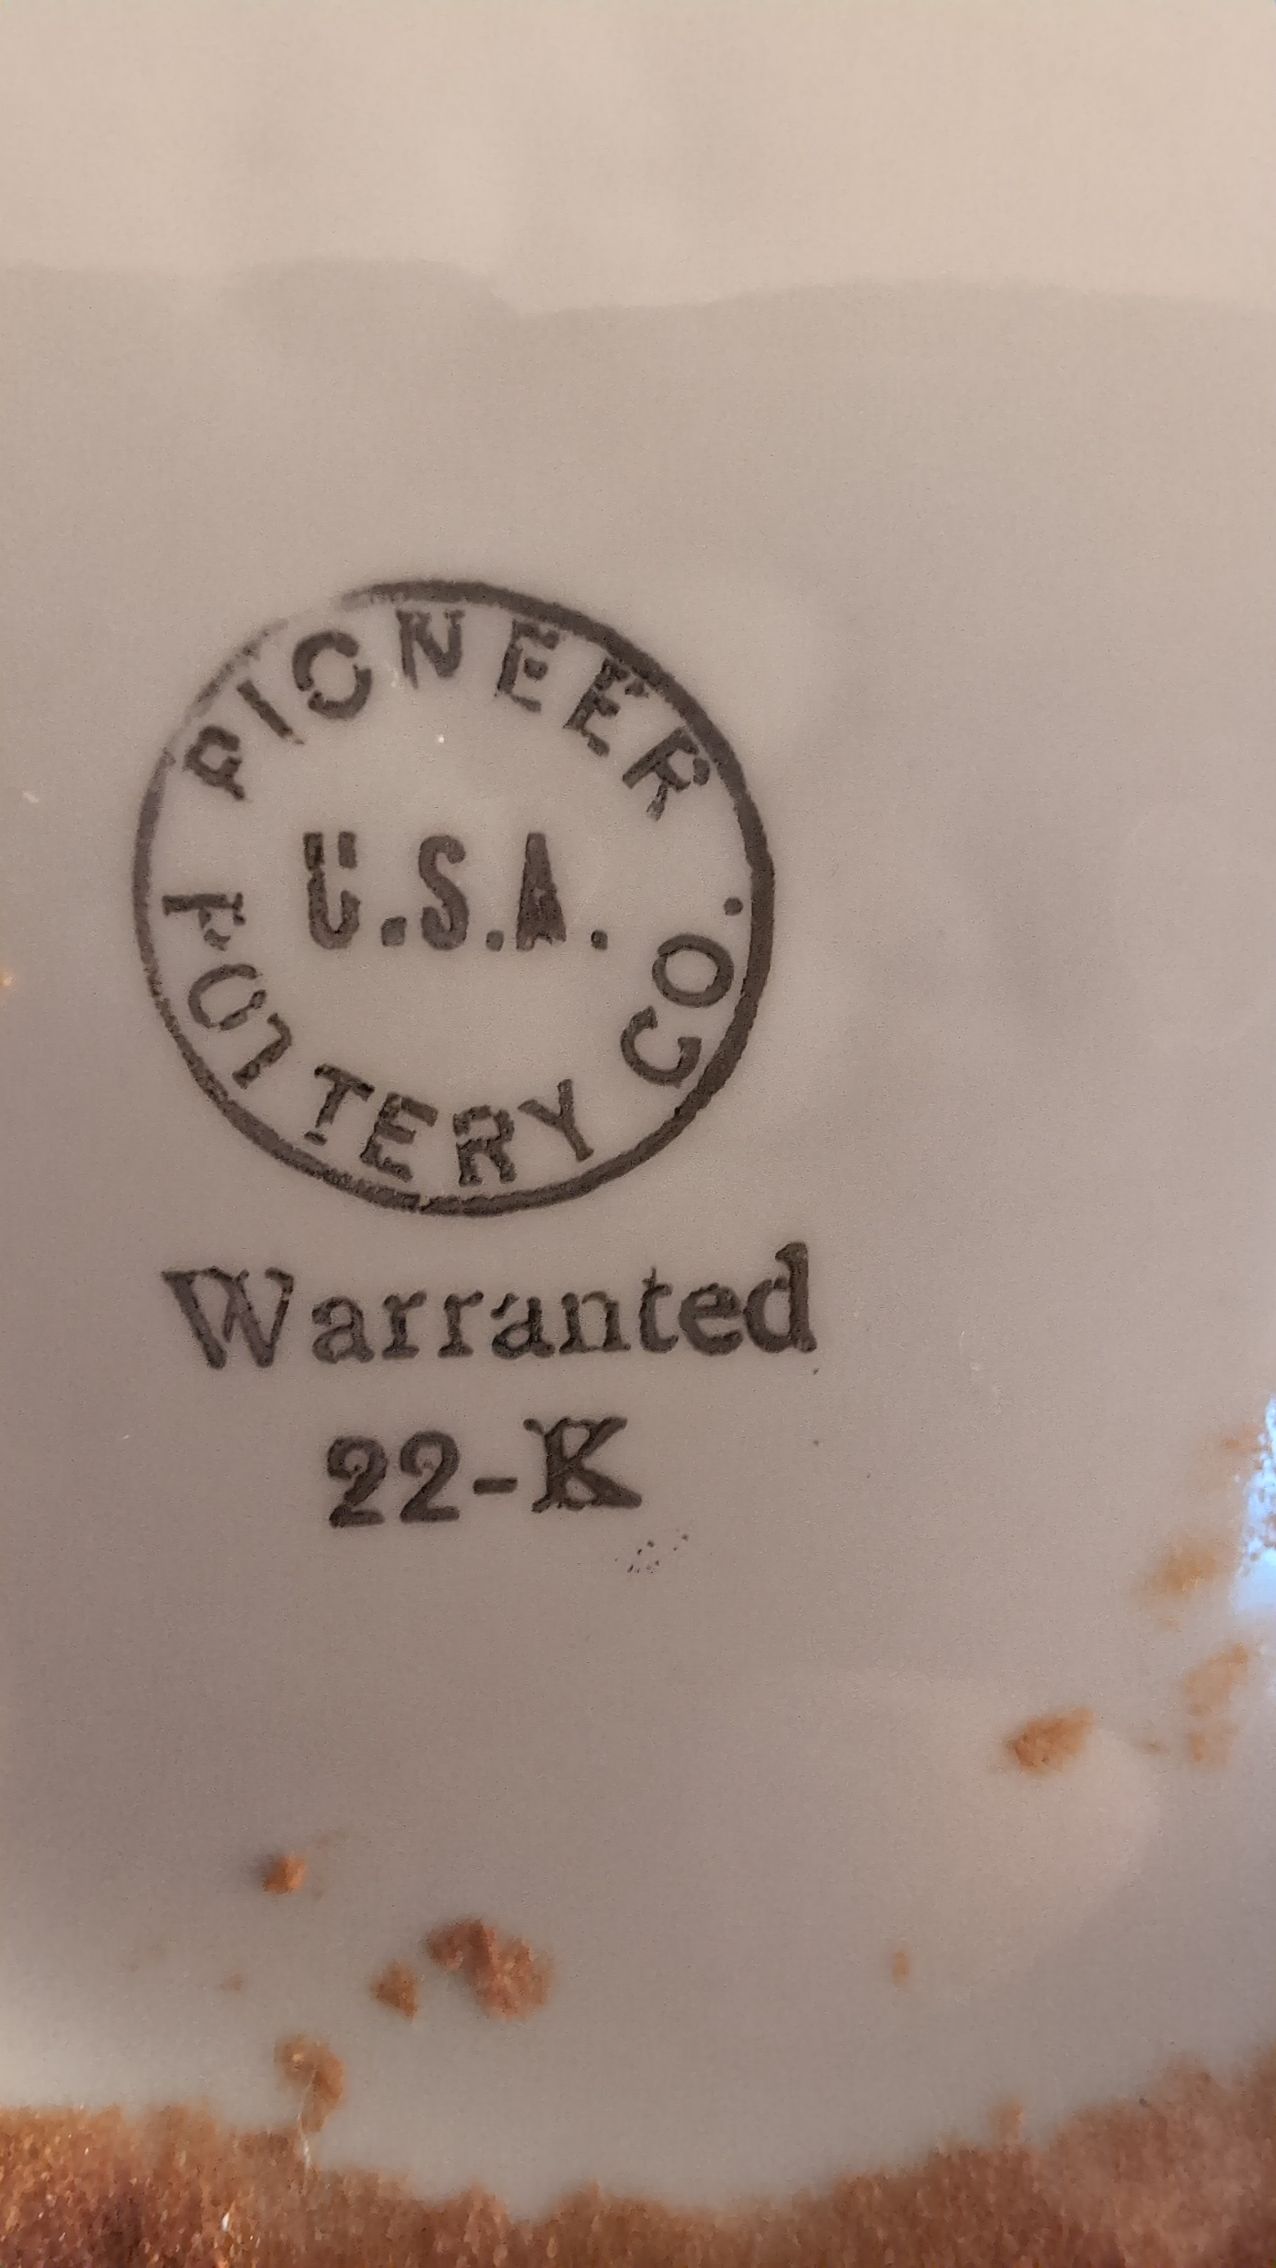 PIONEER
U.S.A.
POTTERY CO.
Warranted
22-K